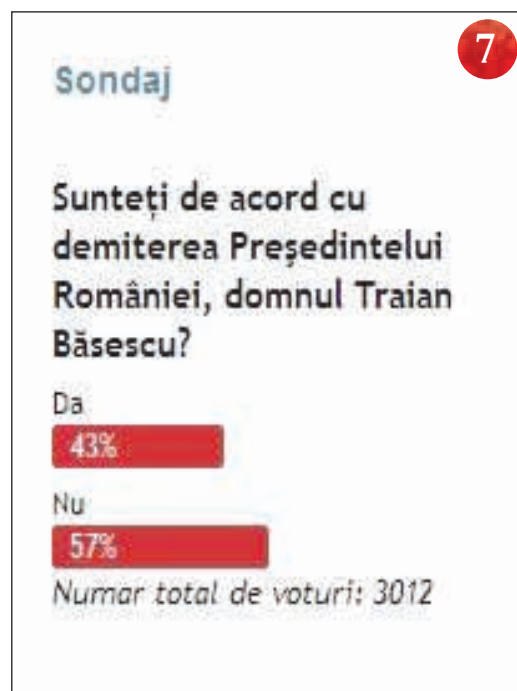 7
Sondaj
Sunteți de acord cu
demiterea Președintelui
României, domnul Traian
Băsescu?
Da
43%
Nu
57%
Numar total de voturi: 3012